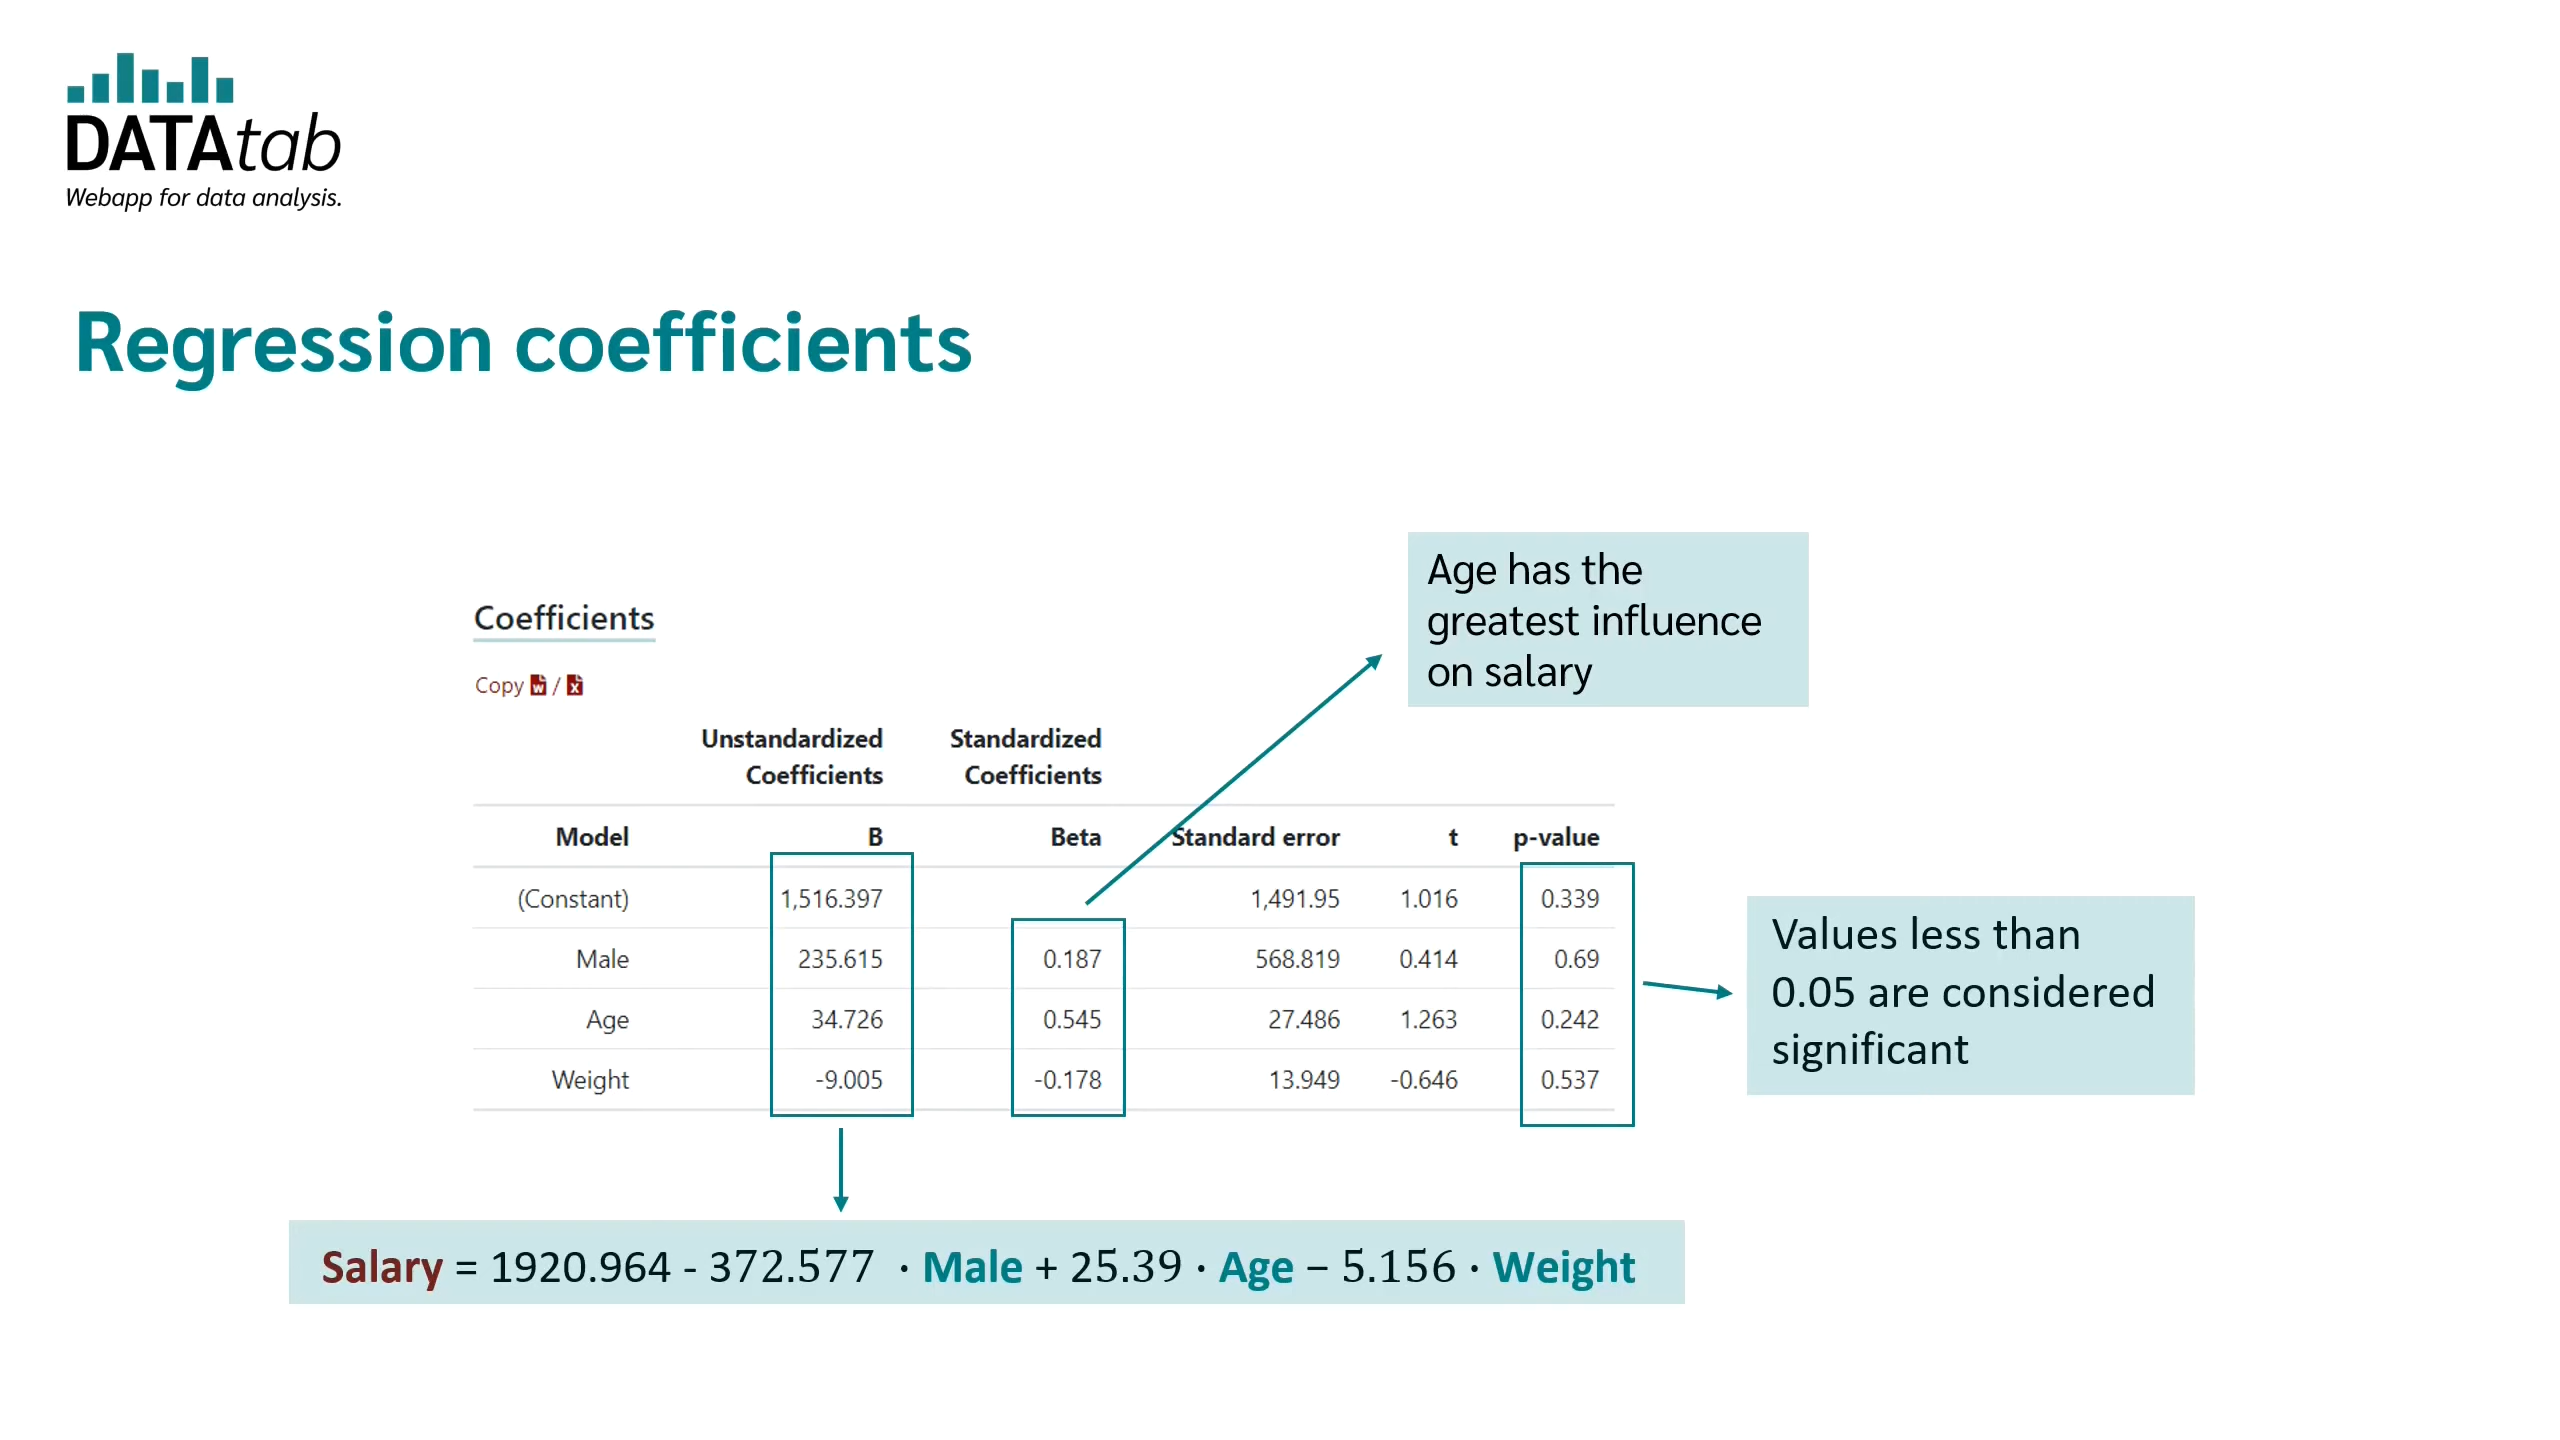 DATAtab
Webapp for data analysis.
Regression coefficients
Age has the
greatest influence
on salary
Coefficients
Copy W / X
Unstandardized Standardized
Coefficients Coefficients
Model B Beta Standard error t p-value
(Constant) 1,516.397 1,491.95 1.016 0.339
Male 235.615 0.187 568.819 0.414 0.69
Age 34.726 0.545 27.486 1.263 0.242
Weight -9.005 -0.178 13.949 -0.646 0.537
Values less than
0.05 are considered
significant
Salary = 1920.964 - 372.577 · Male + 25.39 · Age − 5.156 · Weight